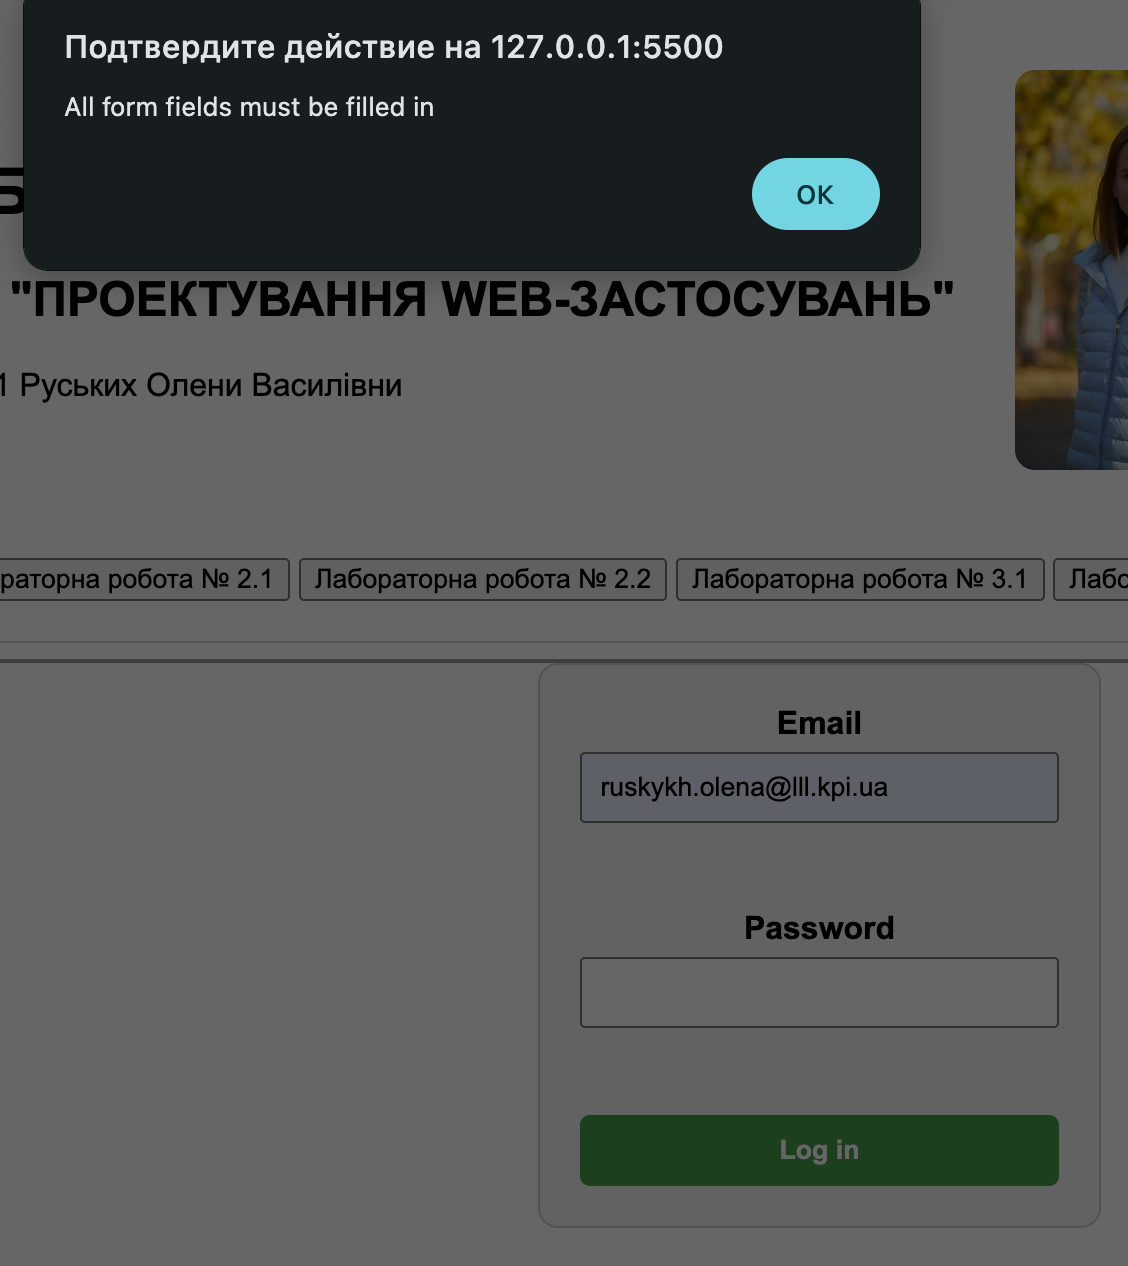 Подтвердите действие на 127.0.0.1:5500
All form fields must be filled in
OK
"ПРОЕКТУВАННЯ WEB-ЗАСТОСУВАНЬ"
1 Руських Олени Василівни
раторна робота № 2.1 Лабораторна робота № 2.2 Лабораторна робота № 3.1 Лабо
Email
ruskykh.olena@lll.kpi.ua
Password
Log in